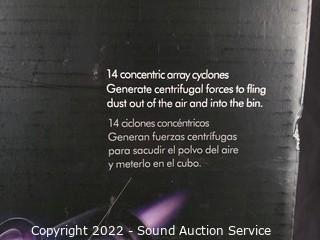 14 concentric array cyclones
Generate centrifugal forces to fling
dust out of the air and into the bin.
14 ciclones concéntricos
Generan fuerzas centrífugas
para sacudir el polvo del aire
y meterlo en el cubo.
Copyright 2022 - Sound Auction Service